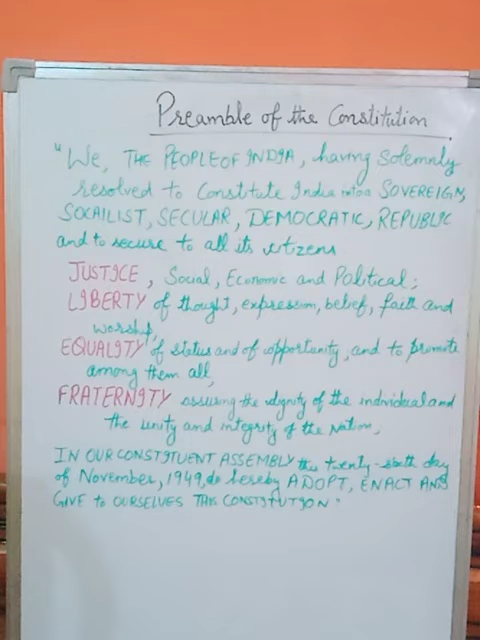 Preamble of the Constitution
"We, THE PEOPLE OF INDIA, having solemnly
resolved to constitute India into a SOVEREIGN,
SOCAILIST, SECULAR, DEMOCRATIC, REPUBLIC
and to secure to all its citizens
JUSTICE, Social, Economic and Political;
LIBERTY of thought, expression, belief, faith and
worship,
EQUALITY of status and of opportunity, and to promote
among them all,
FRATERNITY assuring the dignity of the individual and
the unity and integrity of the Nation,
IN OUR CONSTITUENT ASSEMBLY this twenty-sixth day
of November, 1949, do hereby ADOPT, ENACT AND
GIVE to OURSELVES THIS CONSTITUTION"